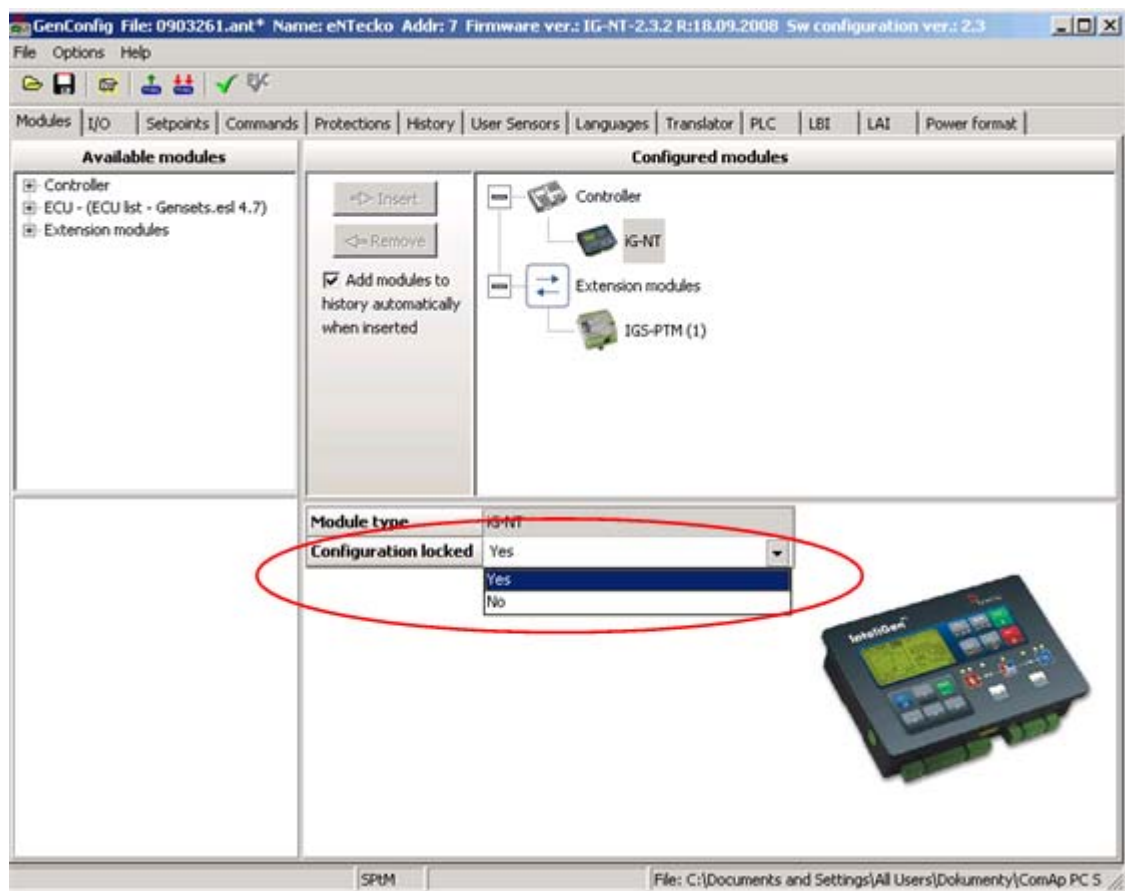 GenConfig File: 0903261.ant* Name: eNTecko Addr: 7 Firmware ver.: IG-NT-2.3.2 R:18.09.2008 Sw configuration ver.: 2.3
File Options Help
Modules I/O Setpoints Commands Protections History User Sensors Languages Translator PLC LBI LAI Power format
Available modules
Configured modules
Controller
ECU - (ECU list - Gensets.esl 4.7)
Extension modules
Insert
Remove
Add modules to
history automatically
when inserted
Controller
iG-NT
Extension modules
IGS-PTM (1)
Module type iG-NT
Configuration locked Yes
Yes
No
InteliGen
SPtM
File: C:\Documents and Settings\All Users\Dokumenty\ComAp PC S